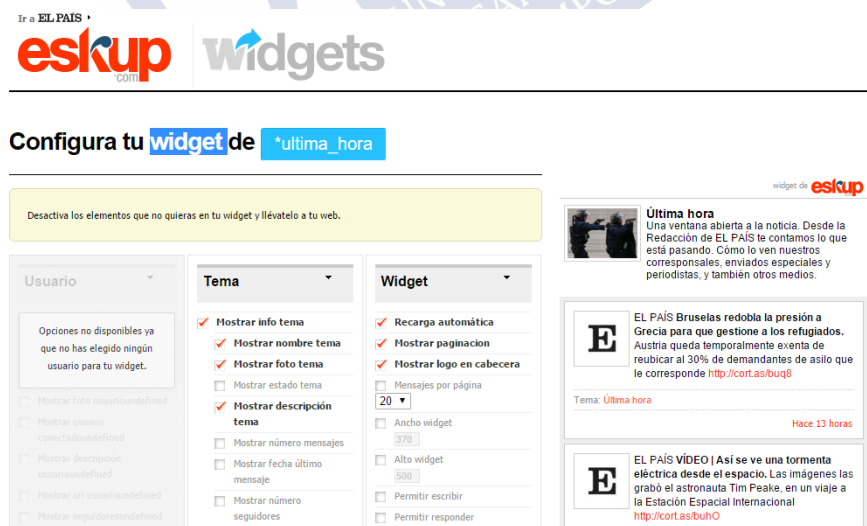 Ir a EL PAÍS
eskup
.com
widgets
Configura tu widget de *ultima_hora
Desactiva los elementos que no quieras en tu widget y llévatelo a tu web.
Usuario
Opciones no disponibles ya
que no has elegido ningún
usuario para tu widget.
Mostrar foto usuarioundefined
Mostrar usuario
conectadoundefined
Mostrar descripción
usuarioundefined
Mostrar url usuarioundefined
Mostrar seguidoresundefined
Tema
Mostrar info tema
Mostrar nombre tema
Mostrar foto tema
Mostrar estado tema
Mostrar descripción
tema
Mostrar número mensajes
Mostrar fecha último
mensaje
Mostrar número
seguidores
Widget
Recarga automática
Mostrar paginacion
Mostrar logo en cabecera
Mensajes por página
20
Ancho widget
370
Alto widget
500
Permitir escribir
Permitir responder
widget de eskup
Última hora
Una ventana abierta a la noticia. Desde la
Redacción de EL PAÍS te contamos lo que
está pasando. Cómo lo ven nuestros
corresponsales, enviados especiales y
periodistas, y también otros medios.
E
EL PAÍS Bruselas redobla la presión a
Grecia para que gestione a los refugiados.
Austria queda temporalmente exenta de
reubicar al 30% de demandantes de asilo que
le corresponde http://cort.as/buq8
Tema: Última hora
Hace 13 horas
E
EL PAÍS VÍDEO | Así se ve una tormenta
eléctrica desde el espacio. Las imágenes las
grabó el astronauta Tim Peake, en un viaje a
la Estación Espacial Internacional
http://cort.as/buhO